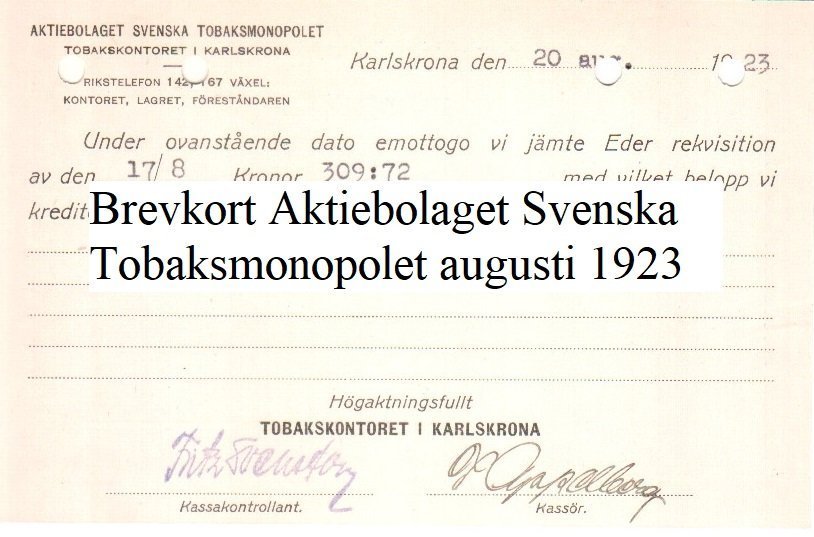 AKTIEBOLAGET SVENSKA TOBAKSMONOPOLET
TOBAKSKONTORET I KARLSKRONA
RIKSTELEFON 142, 167 VÄXEL:
KONTORET, LAGRET, FÖRESTÅNDAREN
Karlskrona den 20 aug. 1923
Under ovanstående dato emottogo vi jämte Eder rekvisition
av den 17/8 Kronor 309:72 med vilket belopp vi
Brevkort Aktiebolaget Svenska
Tobaksmonopolet augusti 1923
Högaktningsfullt
TOBAKSKONTORET I KARLSKRONA
Kassakontrollant. Kassör.